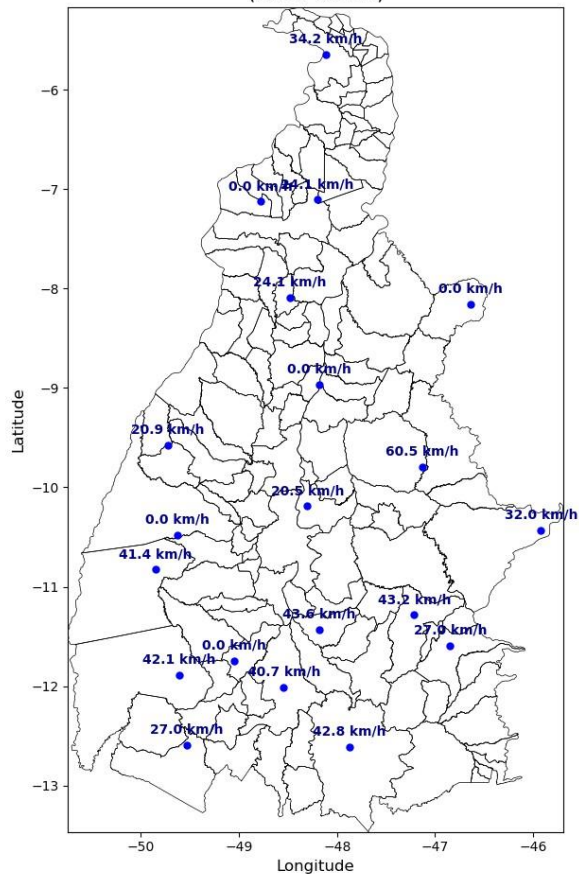 34.2 km/h
−6
0.0 km/h
24.1 km/h
−7
24.1 km/h
0.0 km/h
−8
0.0 km/h
−9
20.9 km/h
60.5 km/h
20.5 km/h
−10
32.0 km/h
0.0 km/h
41.4 km/h
−11
43.2 km/h
43.6 km/h
27.0 km/h
0.0 km/h
42.1 km/h
40.7 km/h
−12
27.0 km/h
42.8 km/h
−13
Latitude
−50
−49
−48
−47
−46
Longitude